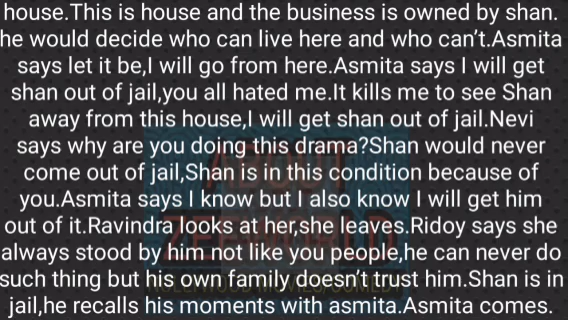 house.This is house and the business is owned by shan.
he would decide who can live here and who can't.Asmita
says let it be,I will go from here.Asmita says I will get
shan out of jail,you all hated me.It kills me to see Shan
away from this house,I will get shan out of jail.Nevi
says why are you doing this drama?Shan would never
come out of jail,Shan is in this condition because of
you.Asmita says I know but I also know I will get him
out of it.Ravindra looks at her,she leaves.Ridoy says she
always stood by him not like you people,he can never do
such thing but his own family doesn't trust him.Shan is in
jail,he recalls his moments with asmita.Asmita comes.
ABOUT
ZEEWORLD